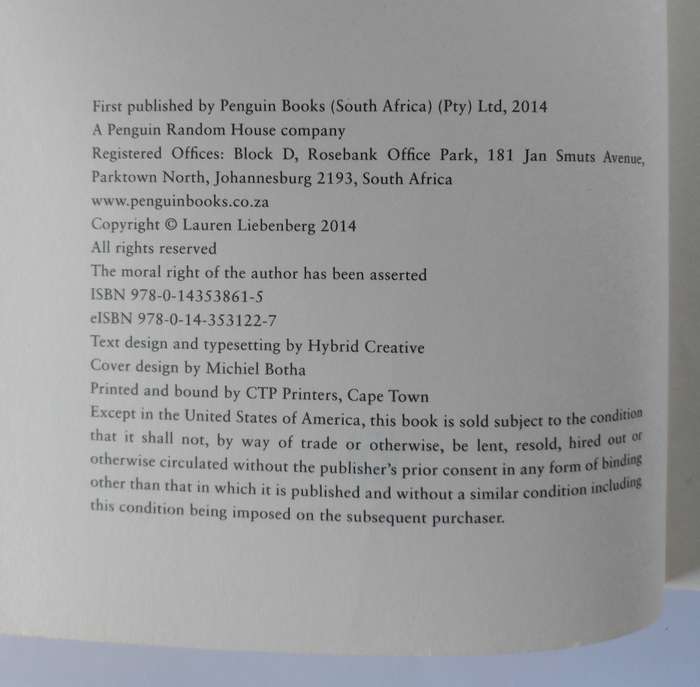 First published by Penguin Books (South Africa) (Pty) Ltd, 2014
A Penguin Random House company
Registered Offices: Block D, Rosebank Office Park, 181 Jan Smuts Avenue,
Parktown North, Johannesburg 2193, South Africa
www.penguinbooks.co.za
Copyright © Lauren Liebenberg 2014
All rights reserved
The moral right of the author has been asserted
ISBN 978-0-14353861-5
eISBN 978-0-14-353122-7
Text design and typesetting by Hybrid Creative
Cover design by Michiel Botha
Printed and bound by CTP Printers, Cape Town
Except in the United States of America, this book is sold subject to the condition
that it shall not, by way of trade or otherwise, be lent, resold, hired out or
otherwise circulated without the publisher's prior consent in any form of binding
other than that in which it is published and without a similar condition including
this condition being imposed on the subsequent purchaser.